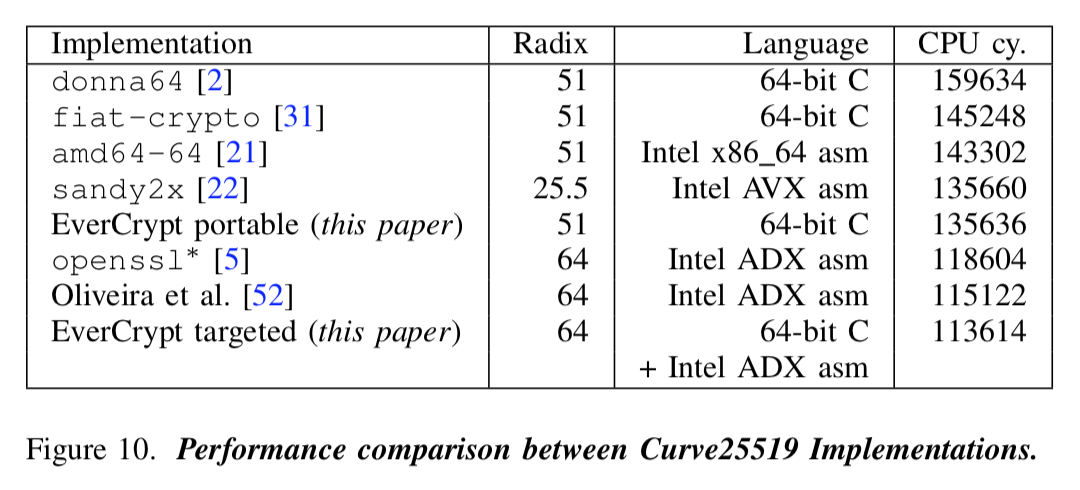 Implementation Radix Language CPU cy.
donna64 [2] 51 64-bit C 159634
fiat-crypto [31] 51 64-bit C 145248
amd64-64 [21] 51 Intel x86_64 asm 143302
sandy2x [22] 25.5 Intel AVX asm 135660
EverCrypt portable (this paper) 51 64-bit C 135636
openssl* [5] 64 Intel ADX asm 118604
Oliveira et al. [52] 64 Intel ADX asm 115122
EverCrypt targeted (this paper) 64 64-bit C 113614
+ Intel ADX asm
Figure 10. Performance comparison between Curve25519 Implementations.